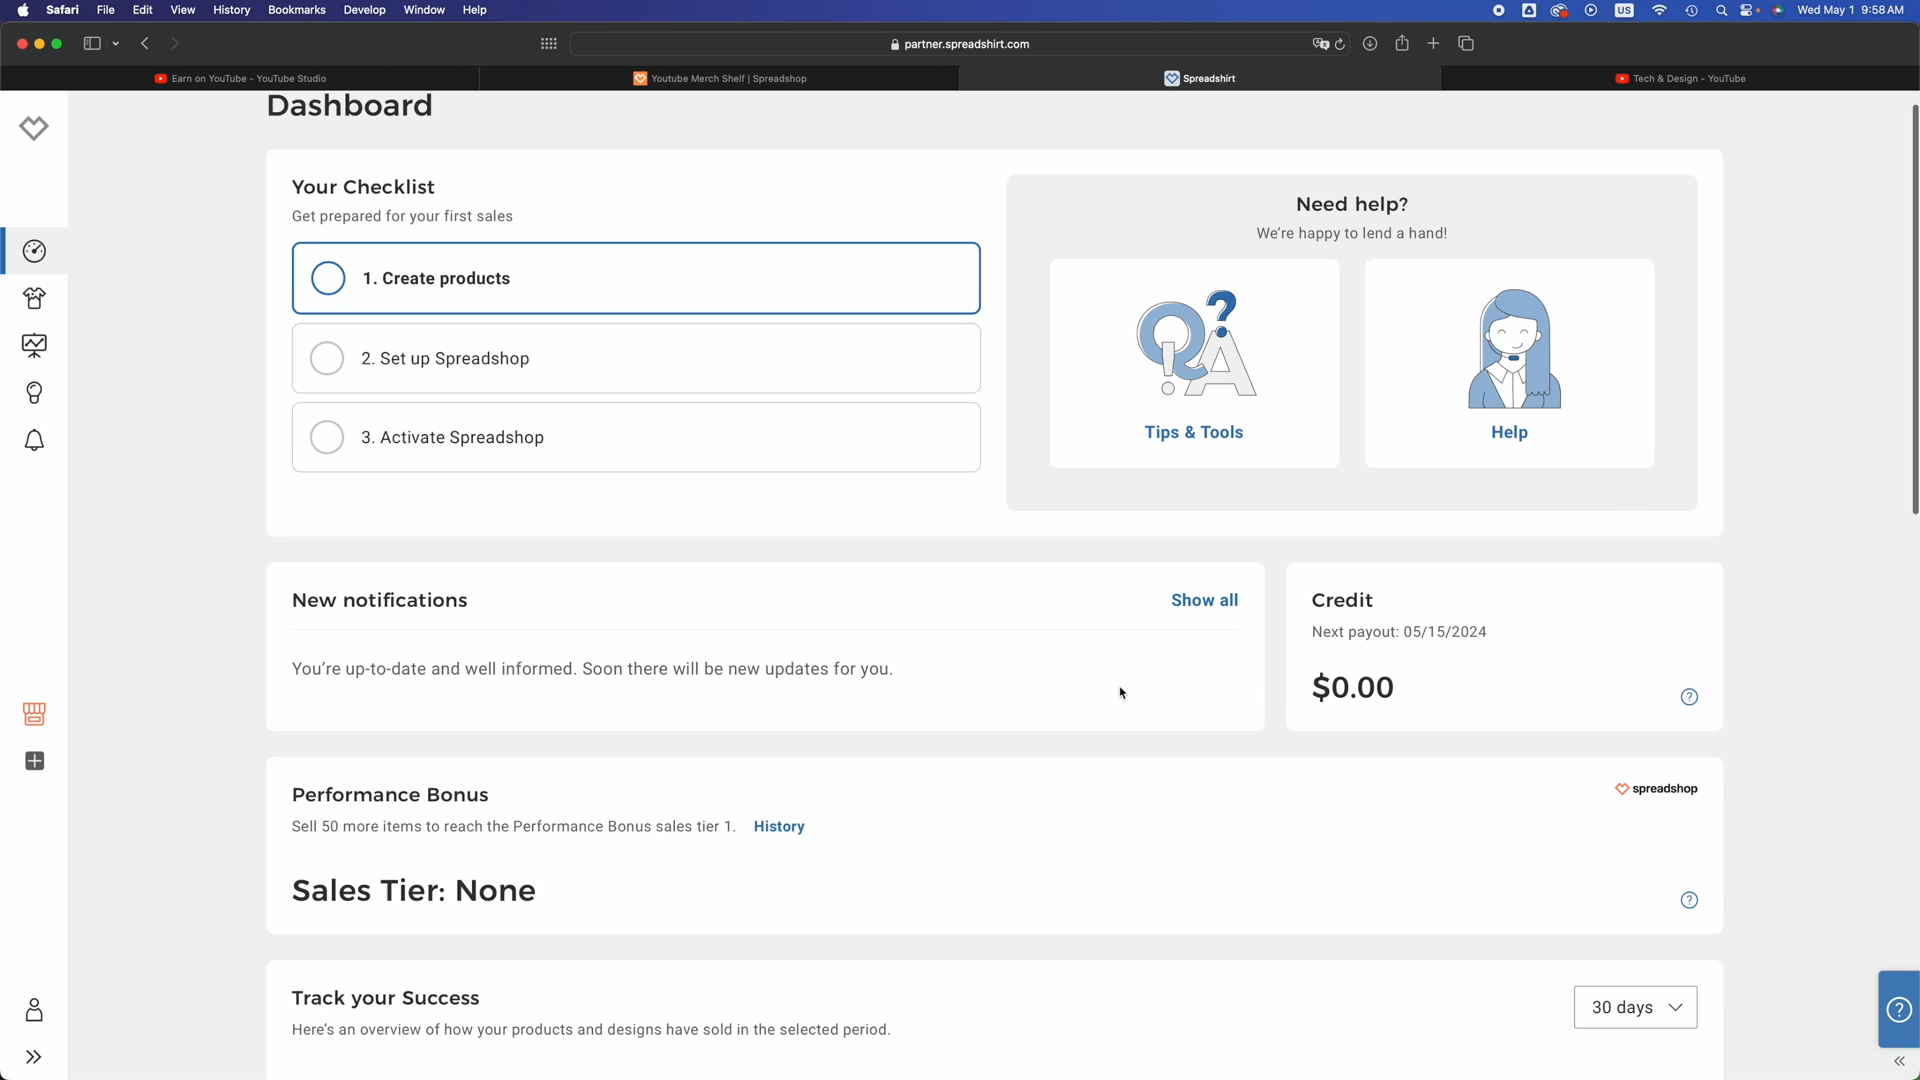 Safari File Edit View History Bookmarks Develop Window Help US Wed May 1 9:58 AM
partner.spreadshirt.com
Earn on YouTube - YouTube Studio
Youtube Merch Shelf | Spreadshop
Spreadshirt
Tech & Design - YouTube
Dashboard
Your Checklist
Get prepared for your first sales
1. Create products
2. Set up Spreadshop
3. Activate Spreadshop
Need help?
We're happy to lend a hand!
Q ? ! A
Tips & Tools
Help
New notifications
Show all
You're up-to-date and well informed. Soon there will be new updates for you.
Credit
Next payout: 05/15/2024
$0.00
?
Performance Bonus
spreadshop
Sell 50 more items to reach the Performance Bonus sales tier 1. History
Sales Tier: None
?
Track your Success
Here's an overview of how your products and designs have sold in the selected period.
30 days
?